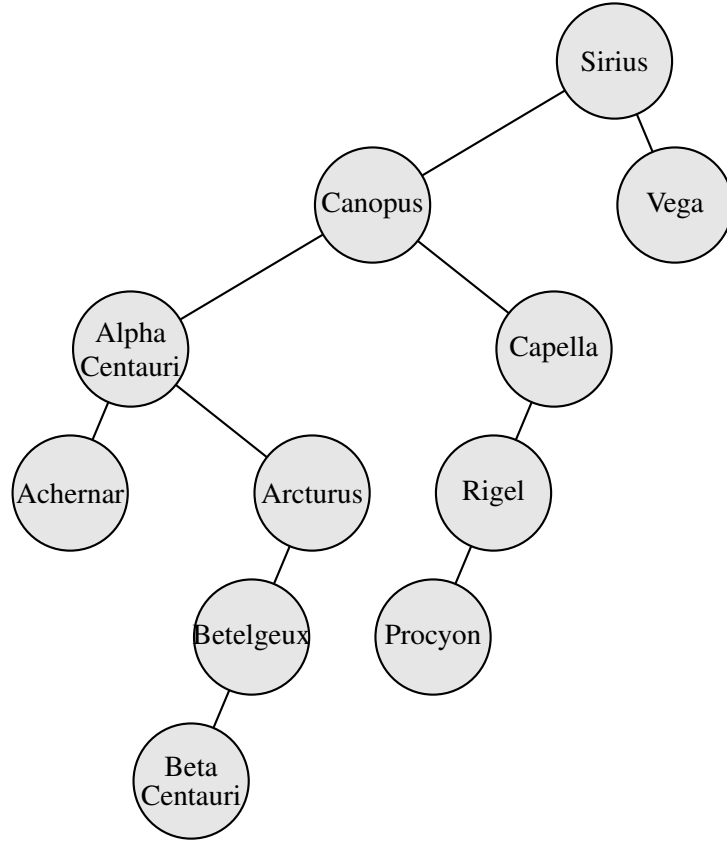 Sirius
Canopus
Vega
Alpha
Centauri
Capella
Achernar
Arcturus
Rigel
Betelgeux
Procyon
Beta
Centauri